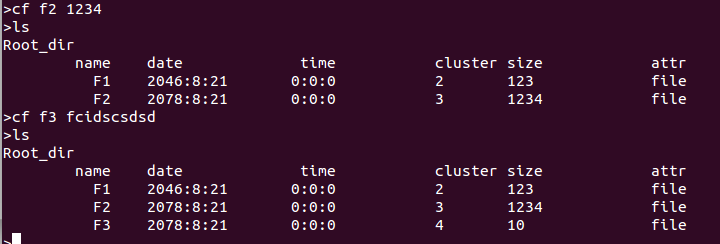 >cf f2 1234
>ls
Root_dir
name date time cluster size attr
F1 2046:8:21 0:0:0 2 123 file
F2 2078:8:21 0:0:0 3 1234 file
>cf f3 fcidscsdsd
>ls
Root_dir
name date time cluster size attr
F1 2046:8:21 0:0:0 2 123 file
F2 2078:8:21 0:0:0 3 1234 file
F3 2078:8:21 0:0:0 4 10 file
>